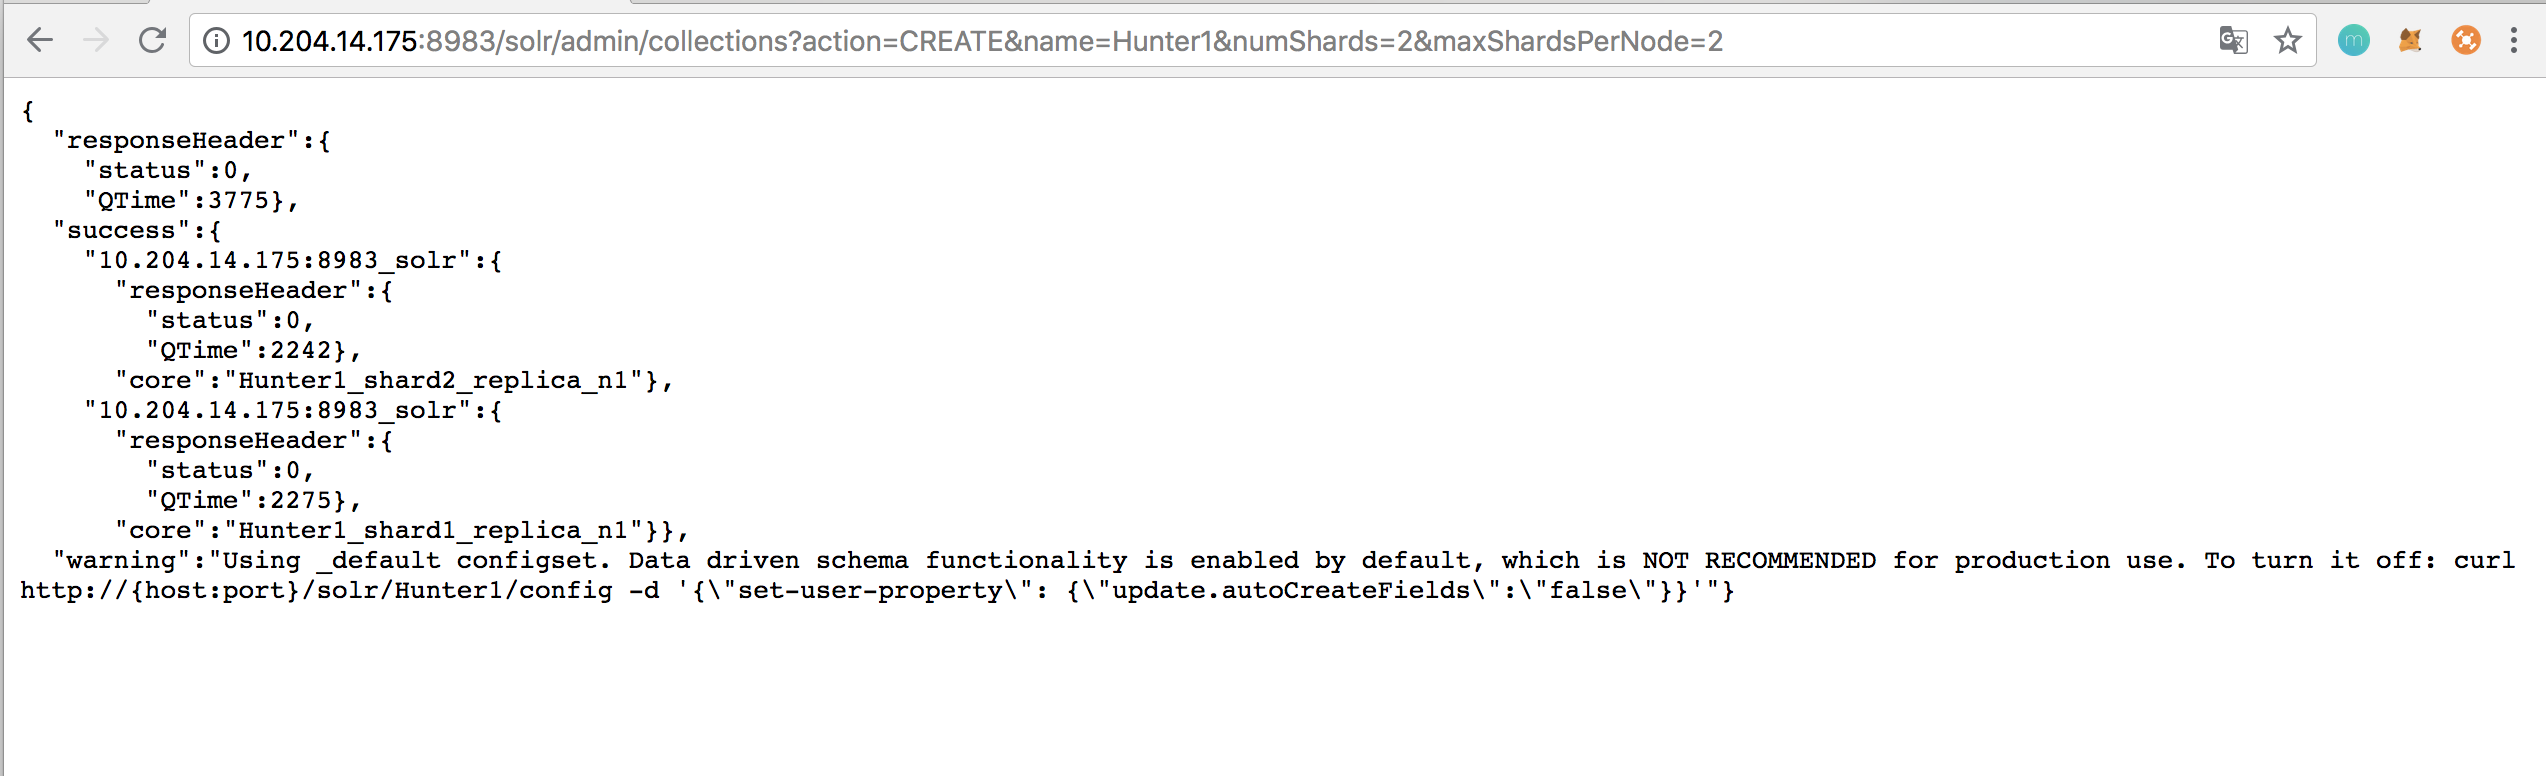 10.204.14.175:8983/solr/admin/collections?action=CREATE&name=Hunter1&numShards=2&maxShardsPerNode=2
{
  "responseHeader":{
    "status":0,
    "QTime":3775},
  "success":{
    "10.204.14.175:8983_solr":{
      "responseHeader":{
        "status":0,
        "QTime":2242},
      "core":"Hunter1_shard2_replica_n1"},
    "10.204.14.175:8983_solr":{
      "responseHeader":{
        "status":0,
        "QTime":2275},
      "core":"Hunter1_shard1_replica_n1"}},
  "warning":"Using _default configset. Data driven schema functionality is enabled by default, which is NOT RECOMMENDED for production use. To turn it off: curl
http://{host:port}/solr/Hunter1/config -d '{\"set-user-property\": {\"update.autoCreateFields\":\"false\"}}'"}